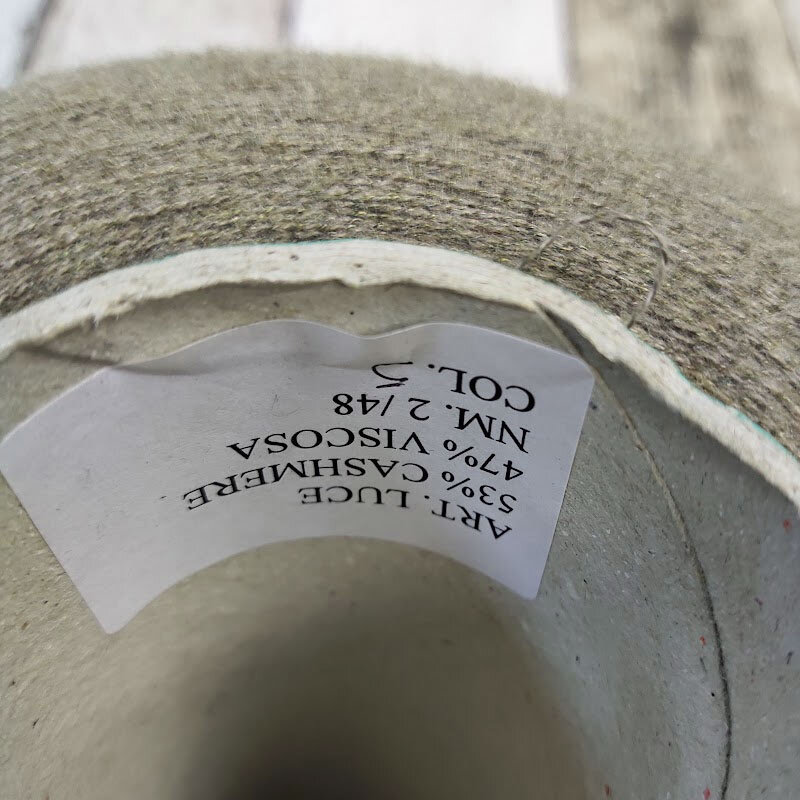 ART. LUCE
53% CASHMERE
47% VISCOSA
NM. 2/48
COL. 5